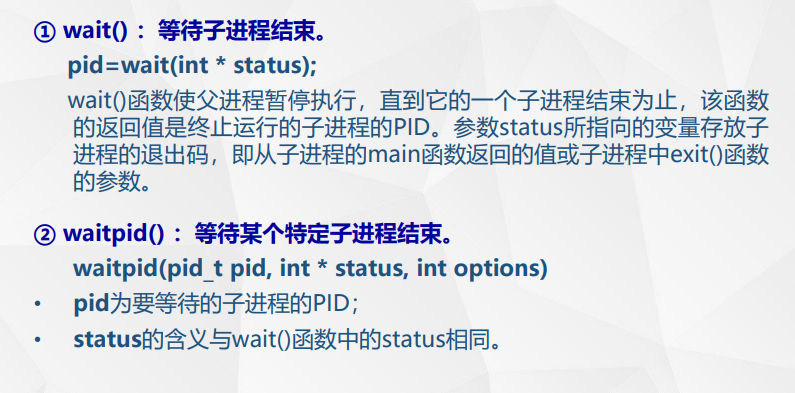 ① wait() ：等待子进程结束。
pid=wait(int * status);
wait()函数使父进程暂停执行，直到它的一个子进程结束为止，该函数
的返回值是终止运行的子进程的PID。参数status所指向的变量存放子
进程的退出码，即从子进程的main函数返回的值或子进程中exit()函数
的参数。
② waitpid() ：等待某个特定子进程结束。
waitpid(pid_t pid, int * status, int options)
• pid为要等待的子进程的PID；
• status的含义与wait()函数中的status相同。